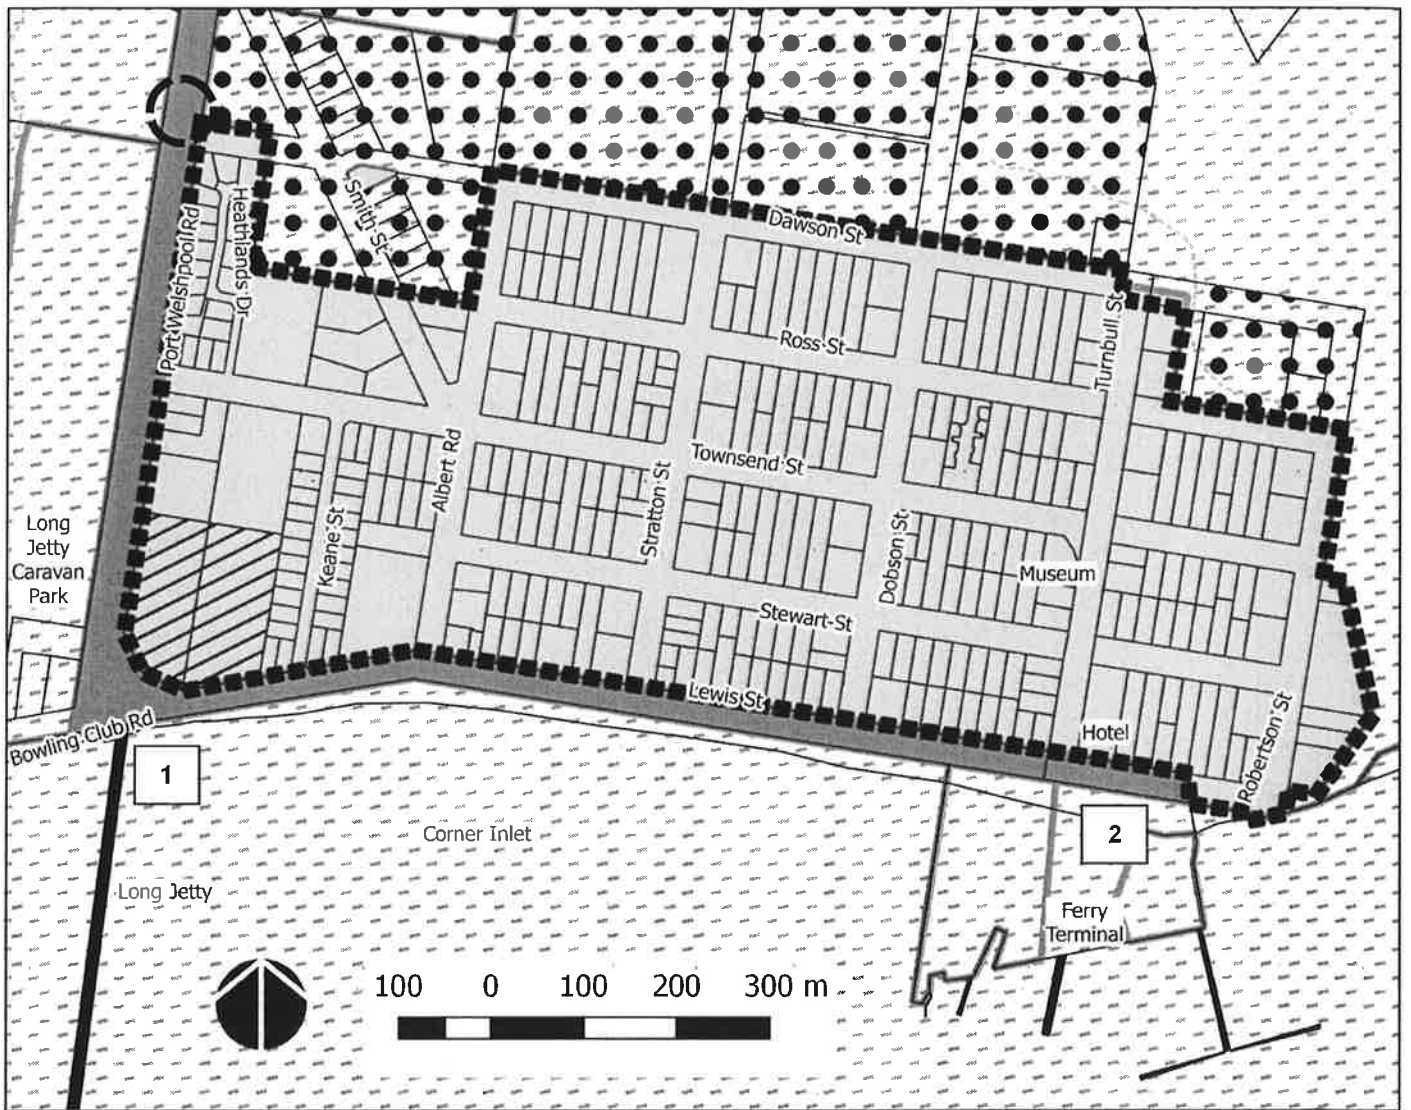 Dawson St
Smith St
Heathlands Dr
Port Welshpool Rd
Turnbull St
Ross St
Townsend St
Albert Rd
Stratton St
Keane St
Dobson St
Long
Jetty
Caravan
Park
Museum
Stewart St
Lewis St
Robertson St
Hotel
Bowling Club Rd
1
2
Corner Inlet
Long Jetty
Ferry
Terminal
100 0 100 200 300 m